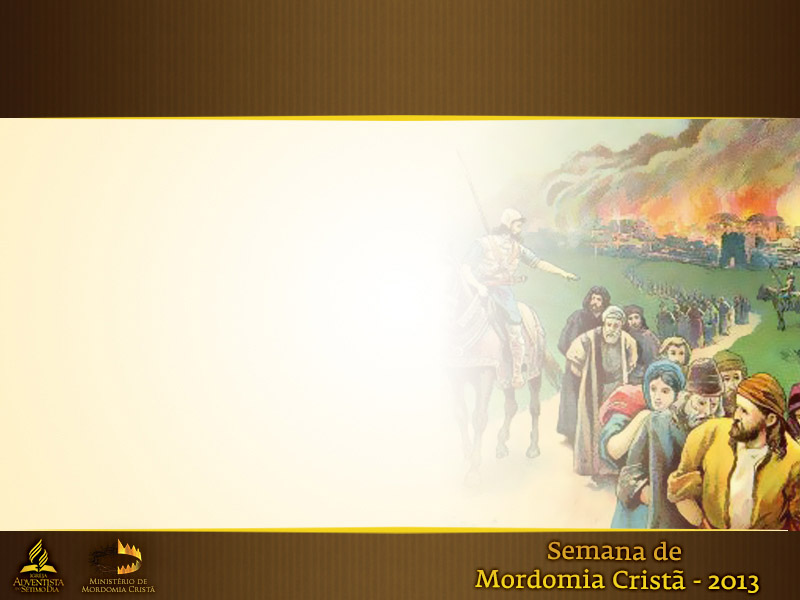 IGREJA
ADVENTISTA
DO SÉTIMO DIA
MINISTÉRIO DE
MORDOMIA CRISTÃ
Semana de
Mordomia Cristã - 2013